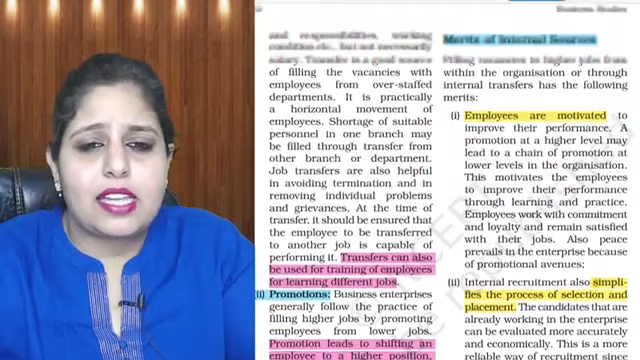 Business Studies
and responsibilities, working
condition etc., but not necessarily
salary. Transfer is a good source
of filling the vacancies with
employees from over-staffed
departments. It is practically
a horizontal movement of
employees. Shortage of suitable
personnel in one branch may
be filled through transfer from
other branch or department.
Job transfers are also helpful
in avoiding termination and in
removing individual problems
and grievances. At the time of
transfer, it should be ensured that
the employee to be transferred
to another job is capable of
performing it. Transfers can also
be used for training of employees
for learning different jobs.
(ii) Promotions: Business enterprises
generally follow the practice of
filling higher jobs by promoting
employees from lower jobs.
Promotion leads to shifting an
employee to a higher position,
Merits of Internal Sources
Filling vacancies in higher jobs from
within the organisation or through
internal transfers has the following
merits:
(i) Employees are motivated to
improve their performance. A
promotion at a higher level may
lead to a chain of promotion at
lower levels in the organisation.
This motivates the employees
to improve their performance
through learning and practice.
Employees work with commitment
and loyalty and remain satisfied
with their jobs. Also peace
prevails in the enterprise because
of promotional avenues;
(ii) Internal recruitment also simpli-
fies the process of selection and
placement. The candidates that
are already working in the enterprise
can be evaluated more accurately
and economically. This is a more
reliable way of recruitment since